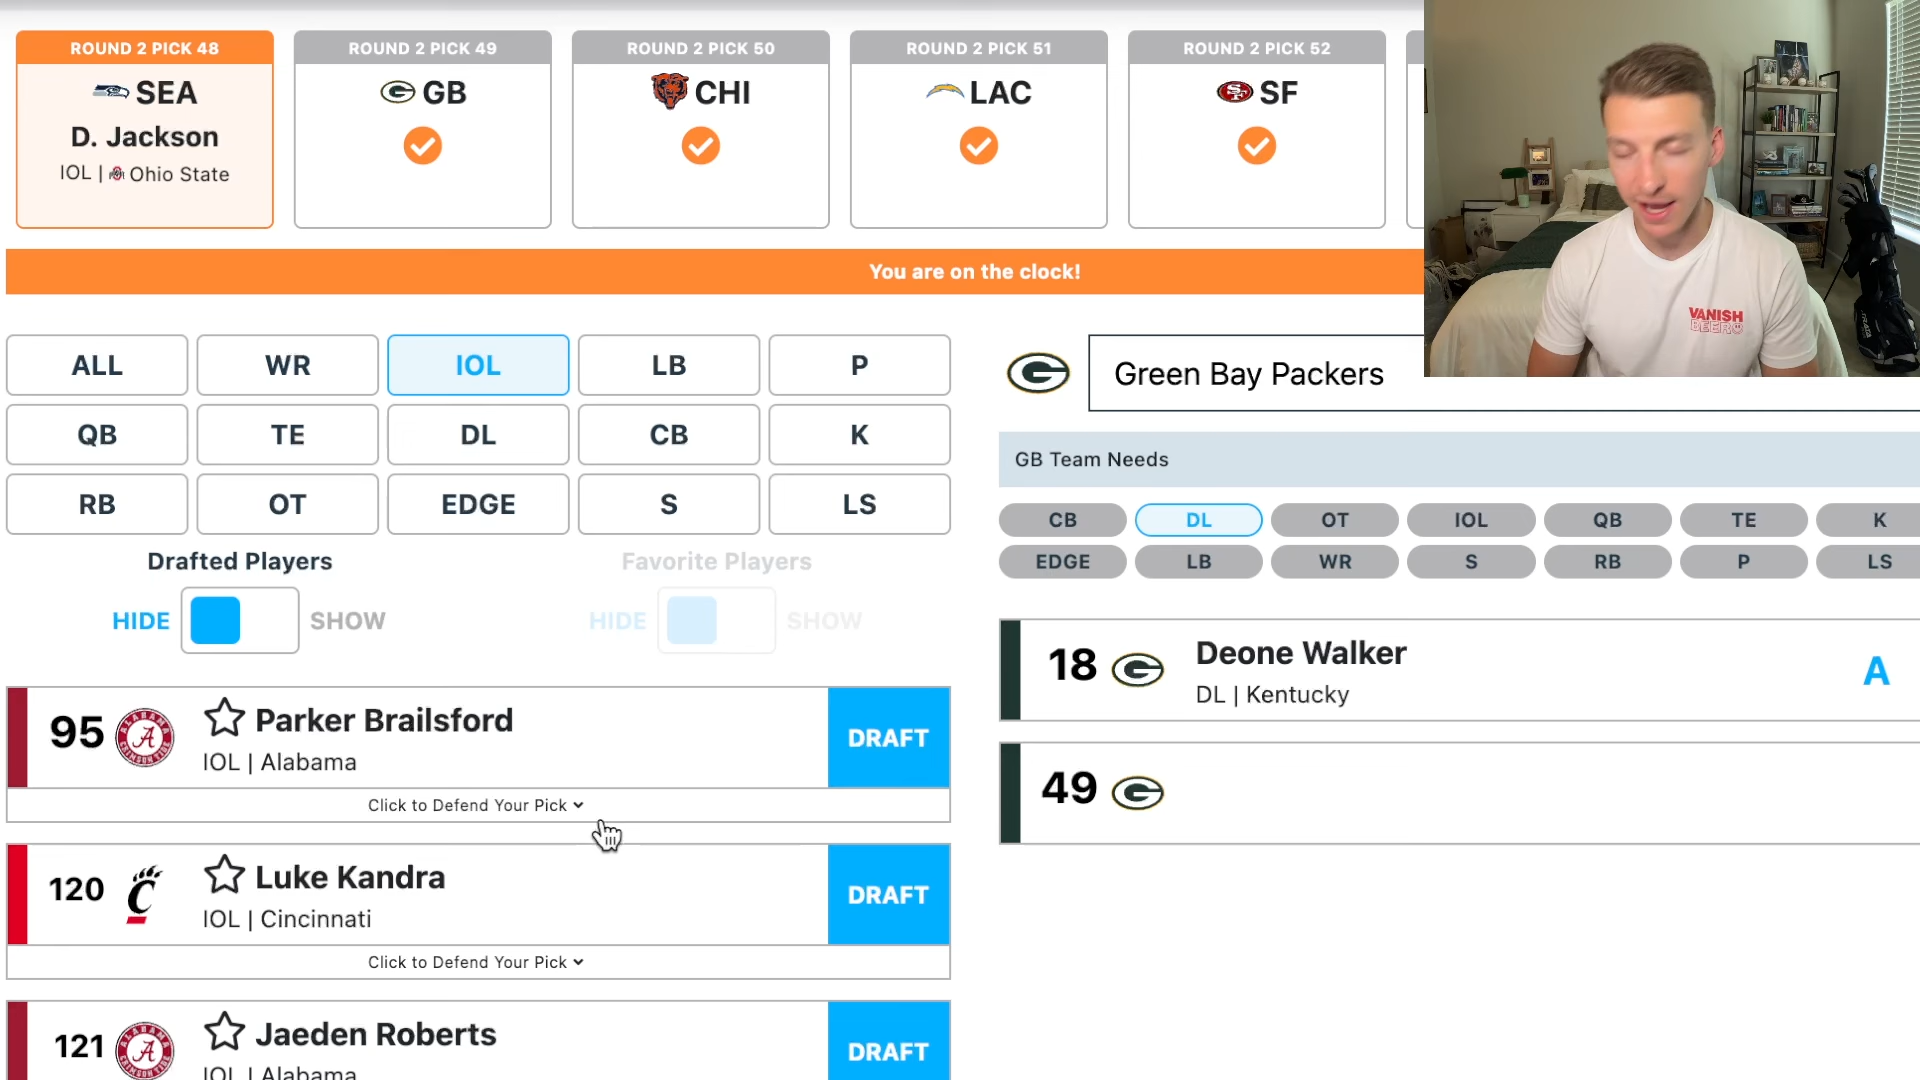 ROUND 2 PICK 48
SEA
D. Jackson
IOL | Ohio State
ROUND 2 PICK 49
GB
ROUND 2 PICK 50
CHI
ROUND 2 PICK 51
LAC
ROUND 2 PICK 52
SF
You are on the clock!
ALL
WR
IOL
LB
P
QB
TE
DL
CB
K
RB
OT
EDGE
S
LS
Drafted Players
HIDE
SHOW
Favorite Players
HIDE
SHOW
95
Parker Brailsford
IOL | Alabama
DRAFT
Click to Defend Your Pick
120
Luke Kandra
IOL | Cincinnati
DRAFT
Click to Defend Your Pick
121
Jaeden Roberts
IOL | Alabama
DRAFT
Green Bay Packers
GB Team Needs
CB
DL
OT
IOL
QB
TE
K
EDGE
LB
WR
S
RB
P
LS
18
Deone Walker
DL | Kentucky
A
49
VANISH
BEER